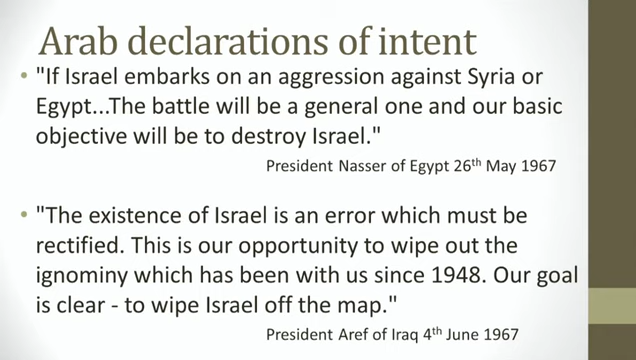 Arab declarations of intent
• "If Israel embarks on an aggression against Syria or
Egypt...The battle will be a general one and our basic
objective will be to destroy Israel."
President Nasser of Egypt 26th May 1967
• "The existence of Israel is an error which must be
rectified. This is our opportunity to wipe out the
ignominy which has been with us since 1948. Our goal
is clear - to wipe Israel off the map."
President Aref of Iraq 4th June 1967